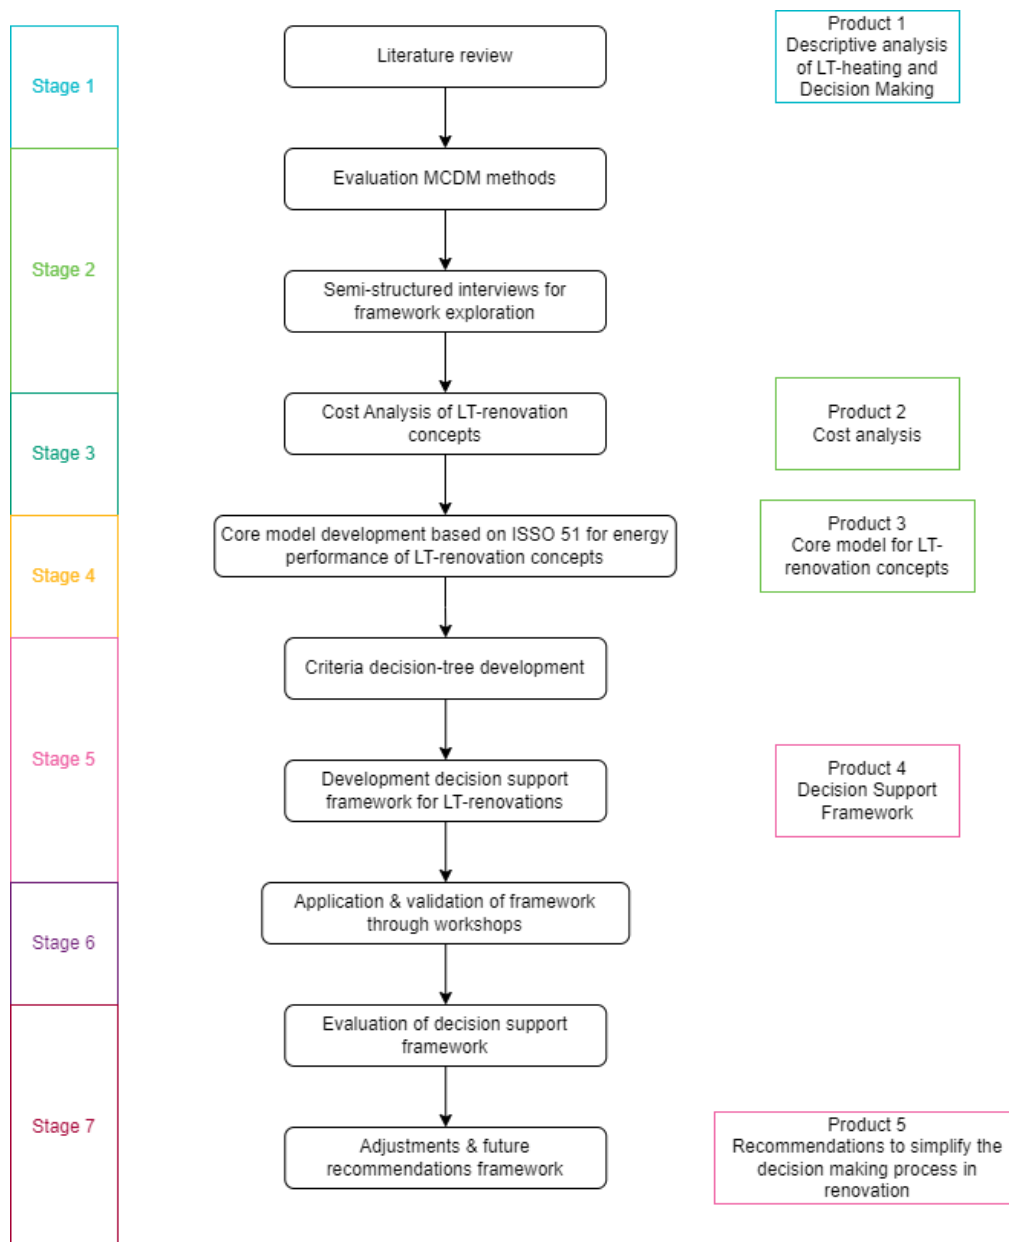 Stage 1
Literature review
Product 1
Descriptive analysis
of LT-heating and
Decision Making
Stage 2
Evaluation MCDM methods
Semi-structured interviews for
framework exploration
Stage 3
Cost Analysis of LT-renovation
concepts
Product 2
Cost analysis
Stage 4
Core model development based on ISSO 51 for energy
performance of LT-renovation concepts
Product 3
Core model for LT-
renovation concepts
Stage 5
Criteria decision-tree development
Development decision support
framework for LT-renovations
Product 4
Decision Support
Framework
Stage 6
Application & validation of framework
through workshops
Stage 7
Evaluation of decision support
framework
Adjustments & future
recommendations framework
Product 5
Recommendations to simplify the
decision making process in
renovation